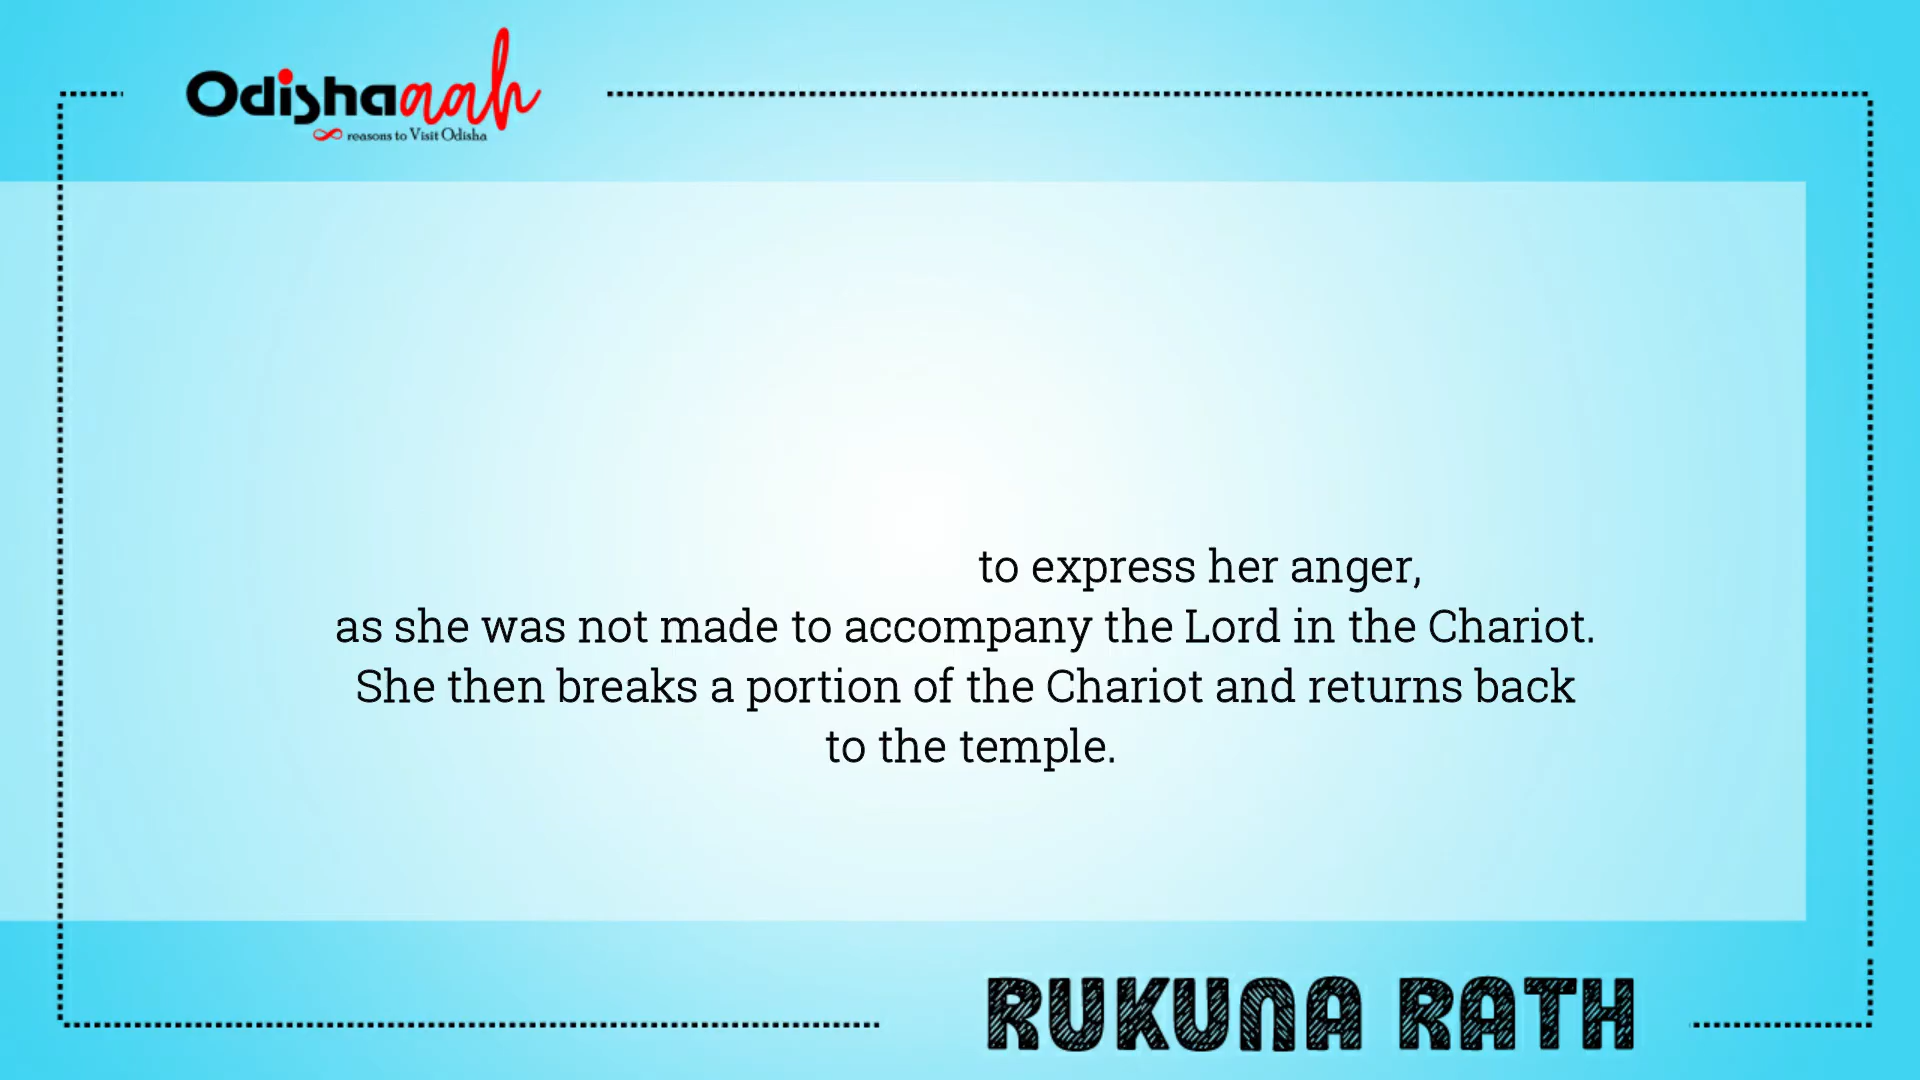 Odishaaah
reasons to Visit Odisha
to express her anger,
as she was not made to accompany the Lord in the Chariot.
She then breaks a portion of the Chariot and returns back
to the temple.
RUKUNA RATH